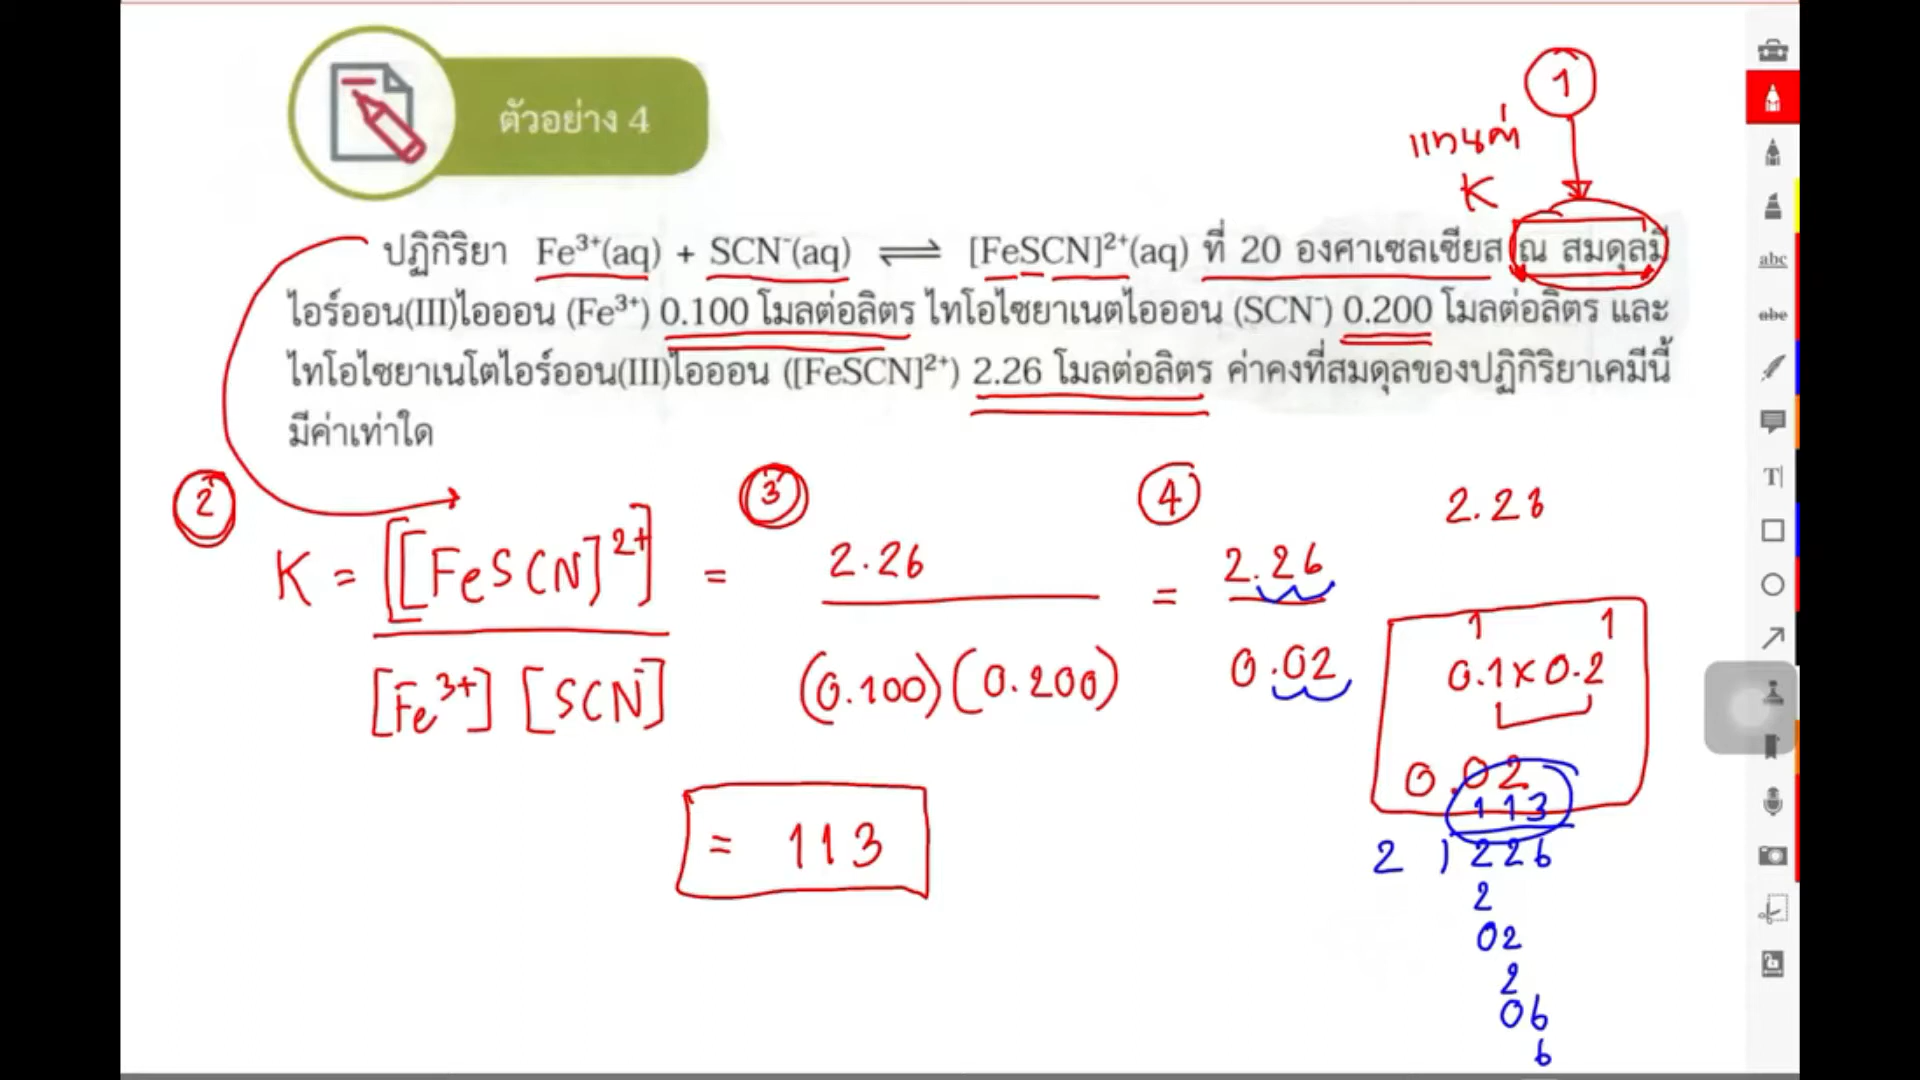 ตัวอย่าง 4
1
แทนค่า
K
ปฏิกิริยา Fe³⁺(aq) + SCN⁻(aq) ⇌ [FeSCN]²⁺(aq) ที่ 20 องศาเซลเซียส ณ สมดุลมี
ไอร์ออน(III)ไอออน (Fe³⁺) 0.100 โมลต่อลิตร ไทโอไซยาเนตไอออน (SCN⁻) 0.200 โมลต่อลิตร และ
ไทโอไซยาเนโตไอร์ออน(III)ไอออน ([FeSCN]²⁺) 2.26 โมลต่อลิตร ค่าคงที่สมดุลของปฏิกิริยาเคมีนี้
มีค่าเท่าใด
2 3 4 2.26
K = [[FeSCN]²⁺] = 2.26 = 2.26
[Fe³⁺] [SCN⁻] (0.100)(0.200) 0.02
1 1
0.1 x 0.2
0.02
= 113
113
2 ) 226
2
02
2
06
6
abc
abc
T